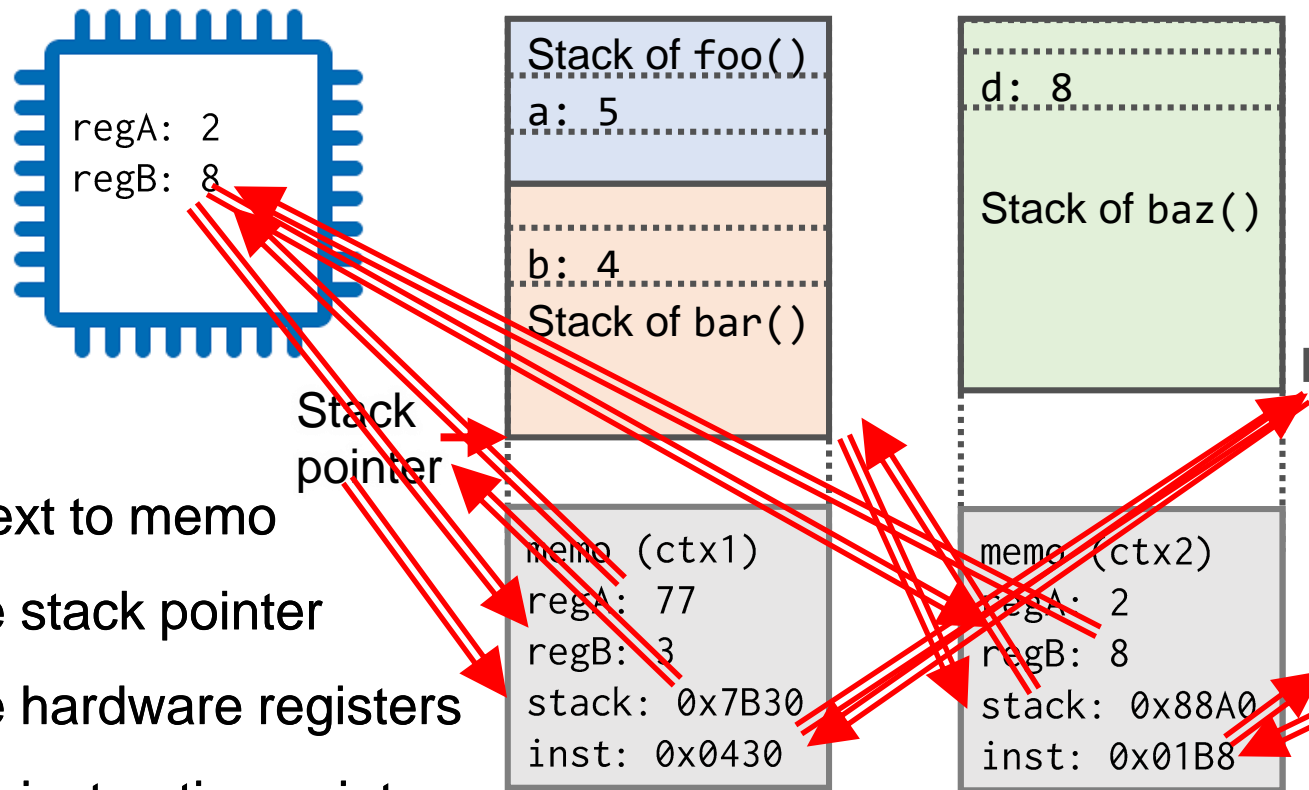 regA: 2
regB: 8
Stack of foo()
a: 5
b: 4
Stack of bar()
d: 8
Stack of baz()
Stack
pointer
ext to memo
e stack pointer
e hardware registers
memo (ctx1)
regA: 77
regB: 3
stack: 0x7B30
inst: 0x0430
memo (ctx2)
regA: 2
regB: 8
stack: 0x88A0
inst: 0x01B8